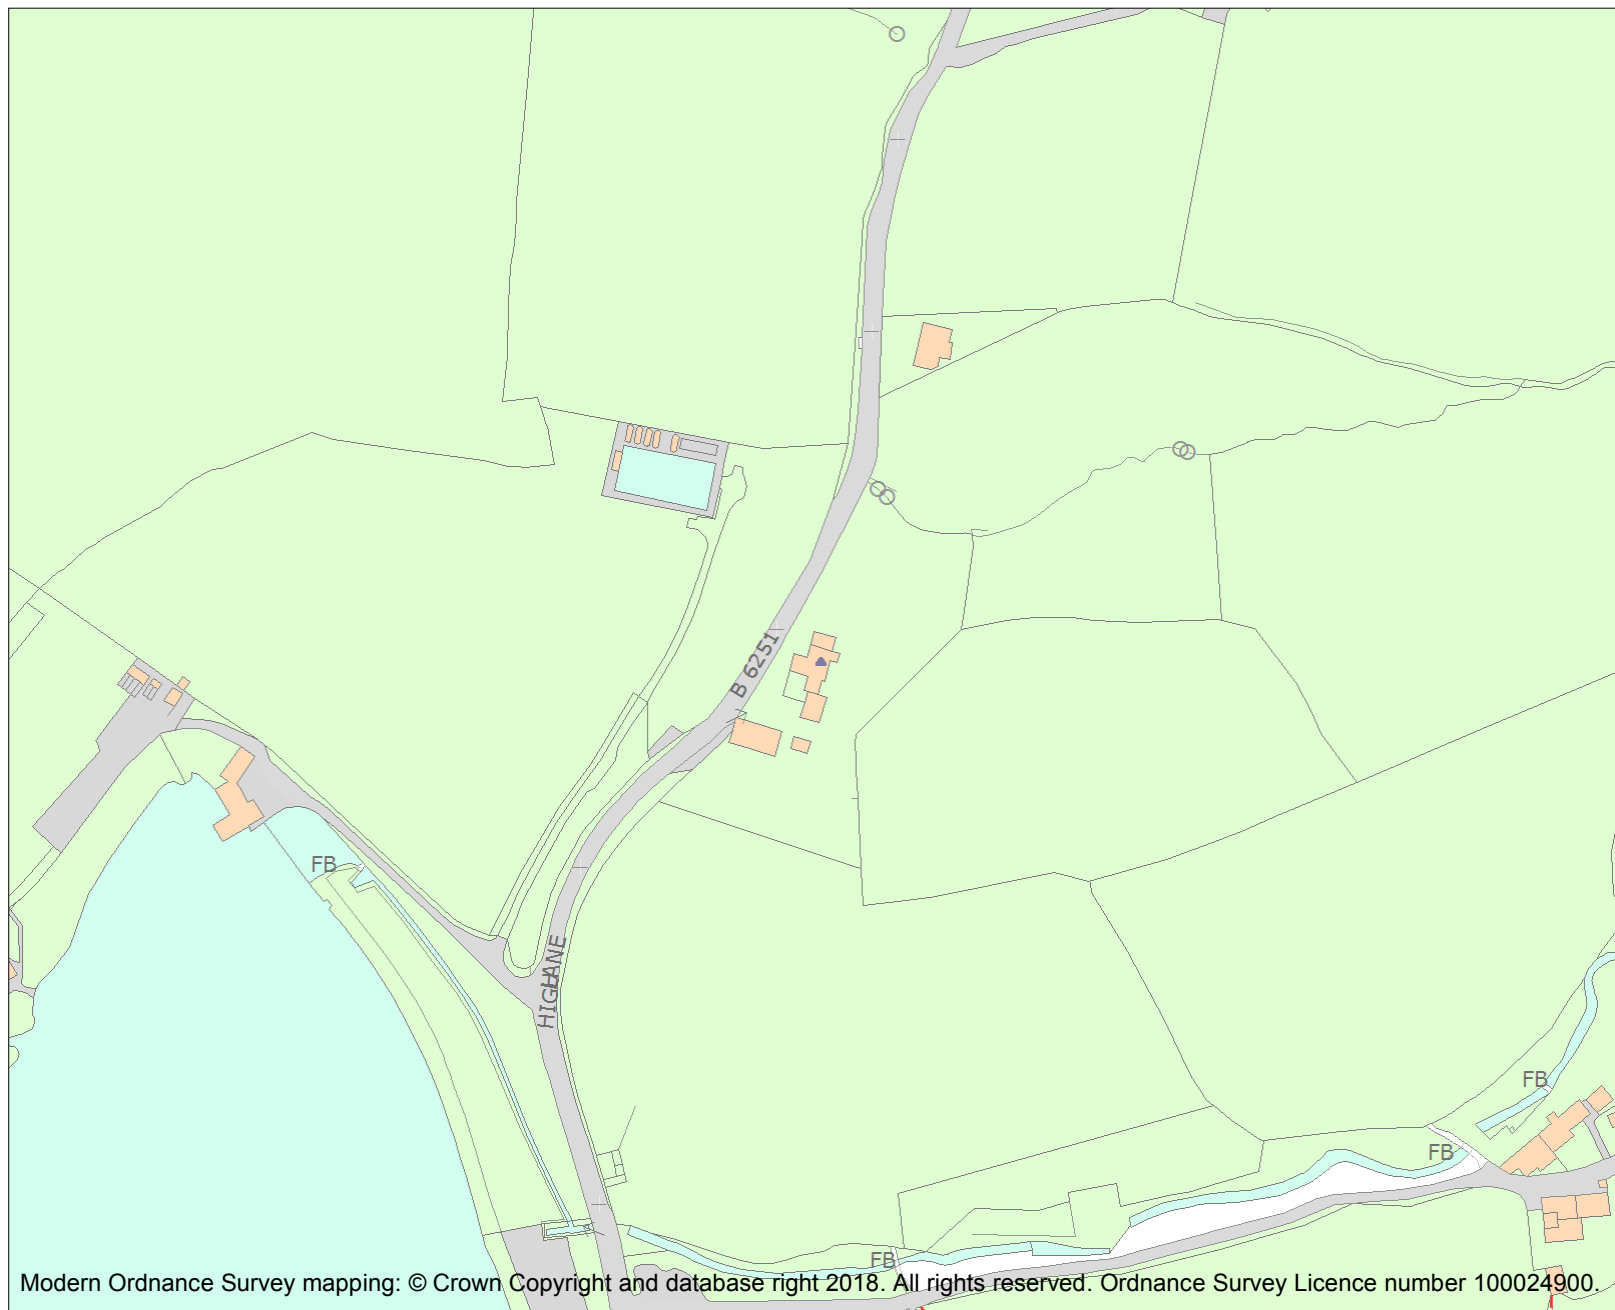 B 6251
FB
HIGH LANE
FB
FB
FB
Modern Ordnance Survey mapping: © Crown Copyright and database right 2018. All rights reserved. Ordnance Survey Licence number 100024900.